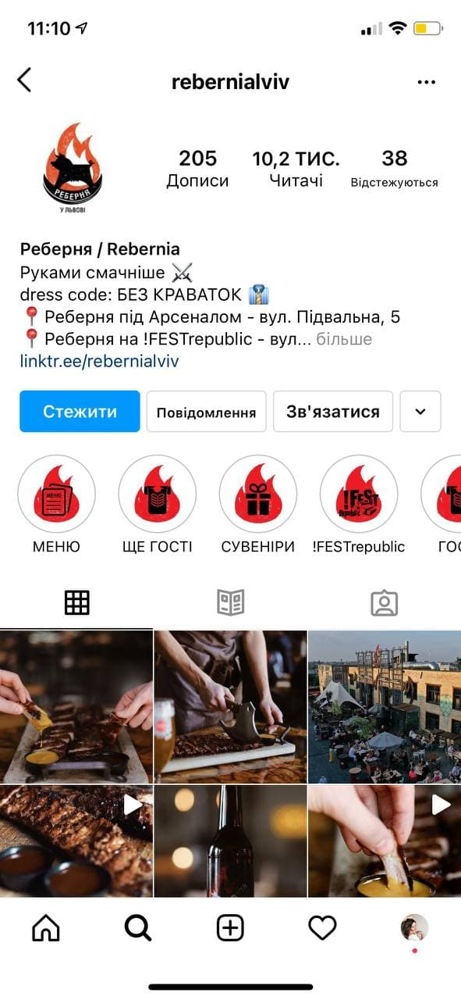 11:10
rebernialviv
РЕБЕРНЯ
У ЛЬВОВІ
205
Дописи
10,2 ТИС.
Читачі
38
Відстежуються
Реберня / Rebernia
Руками смачніше ⚔️
dress code: БЕЗ КРАВАТОК 👔
📍Реберня під Арсеналом - вул. Підвальна, 5
📍Реберня на !FESTrepublic - вул... більше
linktr.ee/rebernialviv
Стежити
Повідомлення
Зв'язатися
МЕНЮ
!FEST
Republic
МЕНЮ
ЩЕ ГОСТІ
СУВЕНІРИ
!FESTrepublic
ГОС